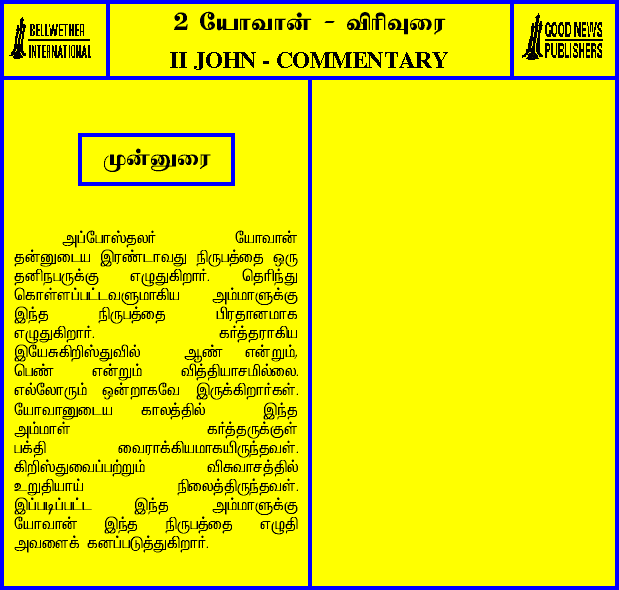 BELLWETHER
INTERNATIONAL
2 யோவான் - விரிவுரை
II JOHN - COMMENTARY
GOOD NEWS
PUBLISHERS
முன்னுரை
அப்போஸ்தலர் யோவான்
தன்னுடைய இரண்டாவது நிருபத்தை ஒரு
தனிநபருக்கு எழுதுகிறார். தெரிந்து
கொள்ளப்பட்டவளுமாகிய அம்மாளுக்கு
இந்த நிருபத்தை பிரதானமாக
எழுதுகிறார். கர்த்தராகிய
இயேசுகிறிஸ்துவில் ஆண் என்றும்,
பெண் என்றும் வித்தியாசமில்லை.
எல்லோரும் ஒன்றாகவே இருக்கிறார்கள்.
யோவானுடைய காலத்தில் இந்த
அம்மாள் கர்த்தருக்குள்
பக்தி வைராக்கியமாகயிருந்தவள்.
கிறிஸ்துவைப்பற்றும் விசுவாசத்தில்
உறுதியாய் நிலைத்திருந்தவள்.
இப்படிப்பட்ட இந்த அம்மாளுக்கு
யோவான் இந்த நிருபத்தை எழுதி
அவளைக் கனப்படுத்துகிறார்.